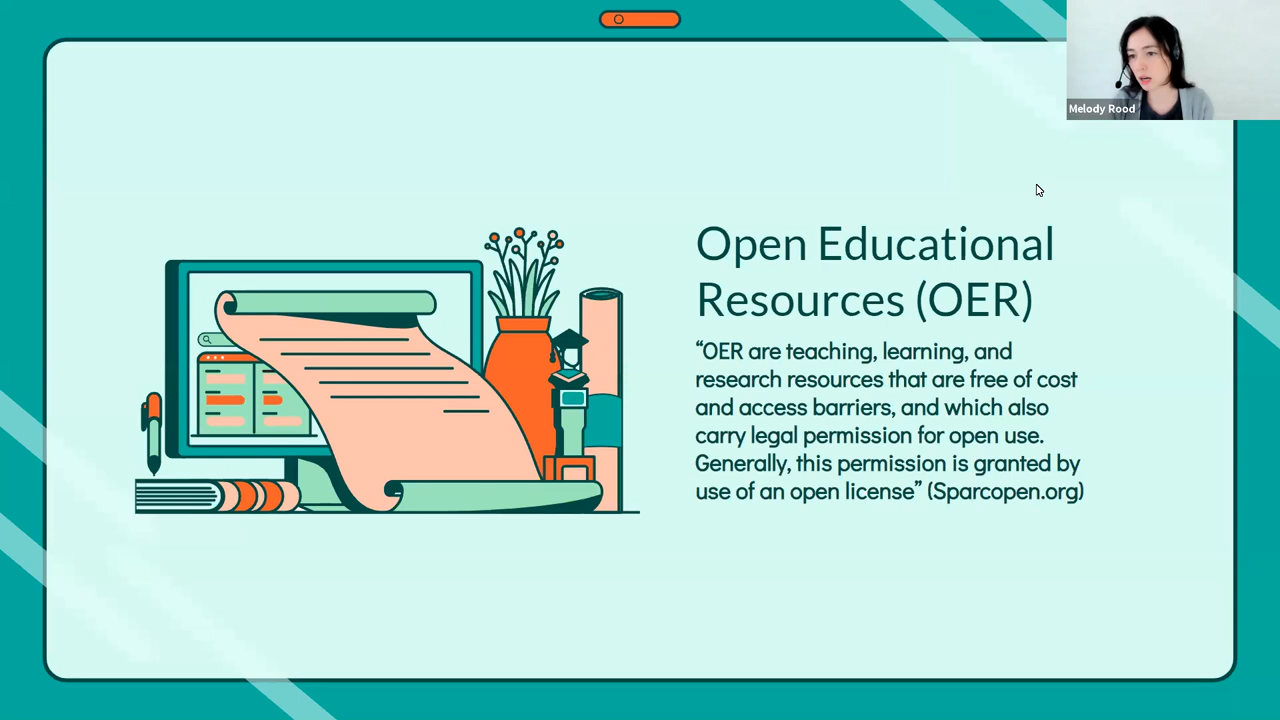 Melody Rood
Open Educational
Resources (OER)
“OER are teaching, learning, and
research resources that are free of cost
and access barriers, and which also
carry legal permission for open use.
Generally, this permission is granted by
use of an open license” (Sparcopen.org)